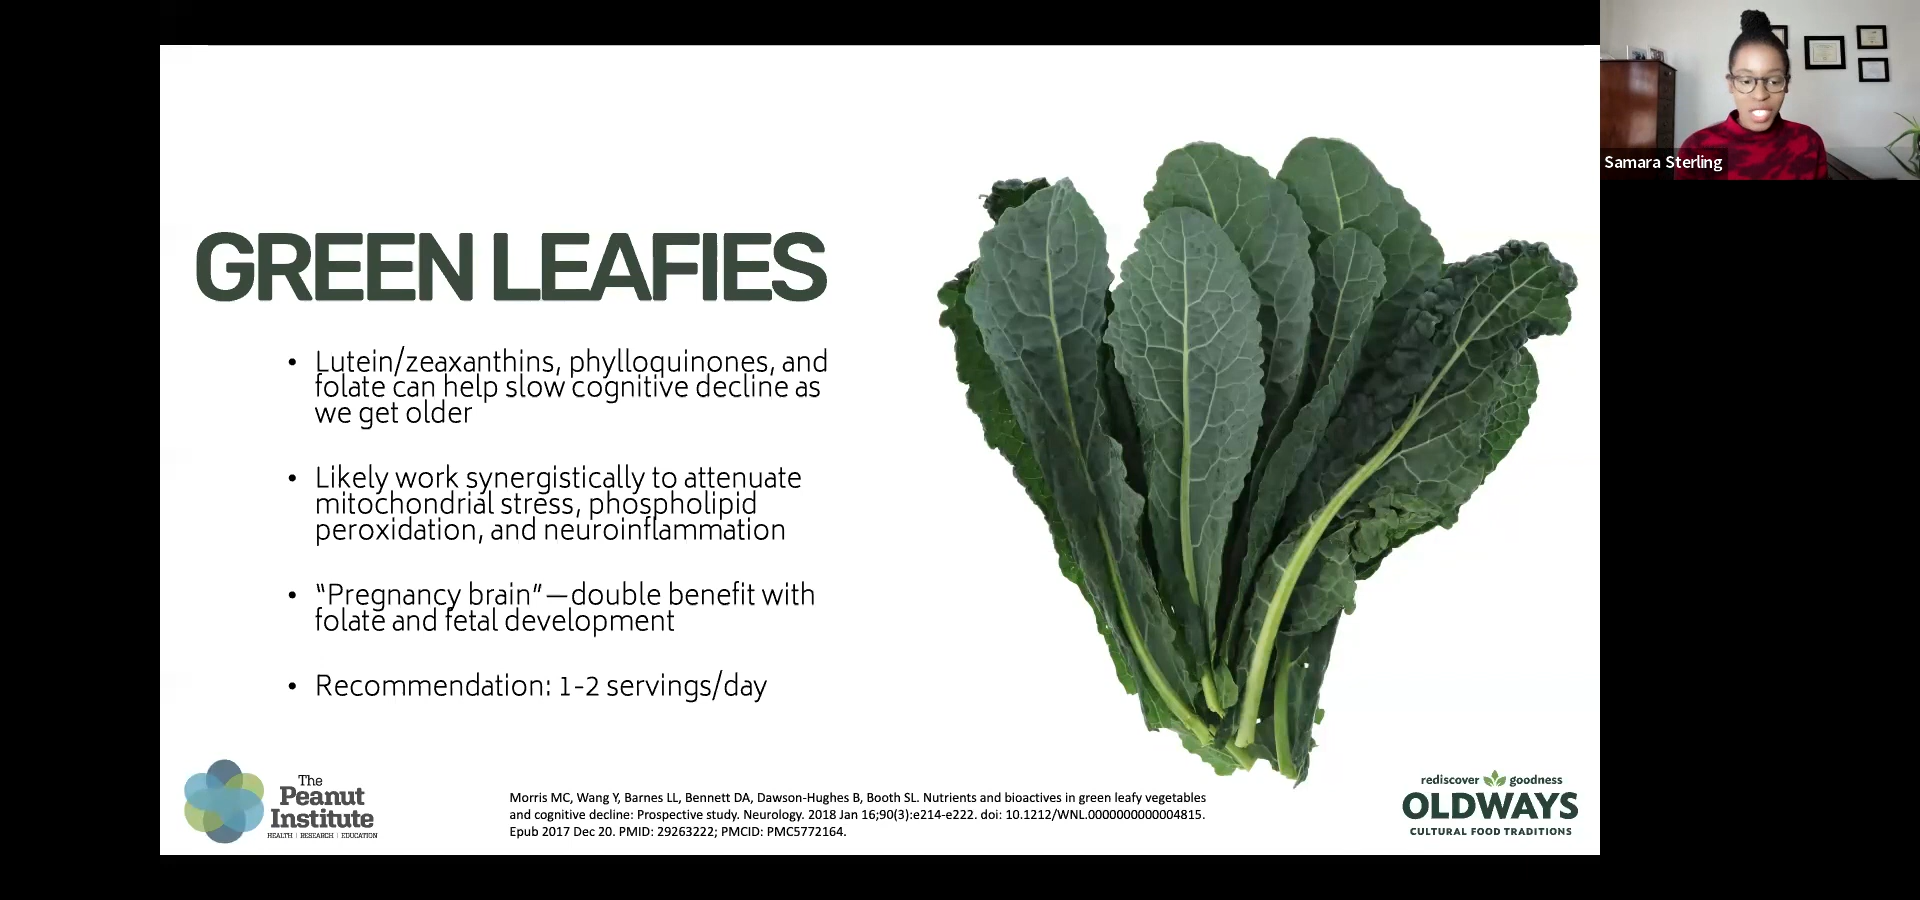 Samara Sterling
GREEN LEAFIES
• Lutein/zeaxanthins, phylloquinones, and
folate can help slow cognitive decline as
we get older
• Likely work synergistically to attenuate
mitochondrial stress, phospholipid
peroxidation, and neuroinflammation
• “Pregnancy brain”—double benefit with
folate and fetal development
• Recommendation: 1-2 servings/day
The
Peanut
Institute
HEALTH | RESEARCH | EDUCATION
Morris MC, Wang Y, Barnes LL, Bennett DA, Dawson-Hughes B, Booth SL. Nutrients and bioactives in green leafy vegetables
and cognitive decline: Prospective study. Neurology. 2018 Jan 16;90(3):e214-e222. doi: 10.1212/WNL.0000000000004815.
Epub 2017 Dec 20. PMID: 29263222; PMCID: PMC5772164.
rediscover goodness
OLDWAYS
CULTURAL FOOD TRADITIONS